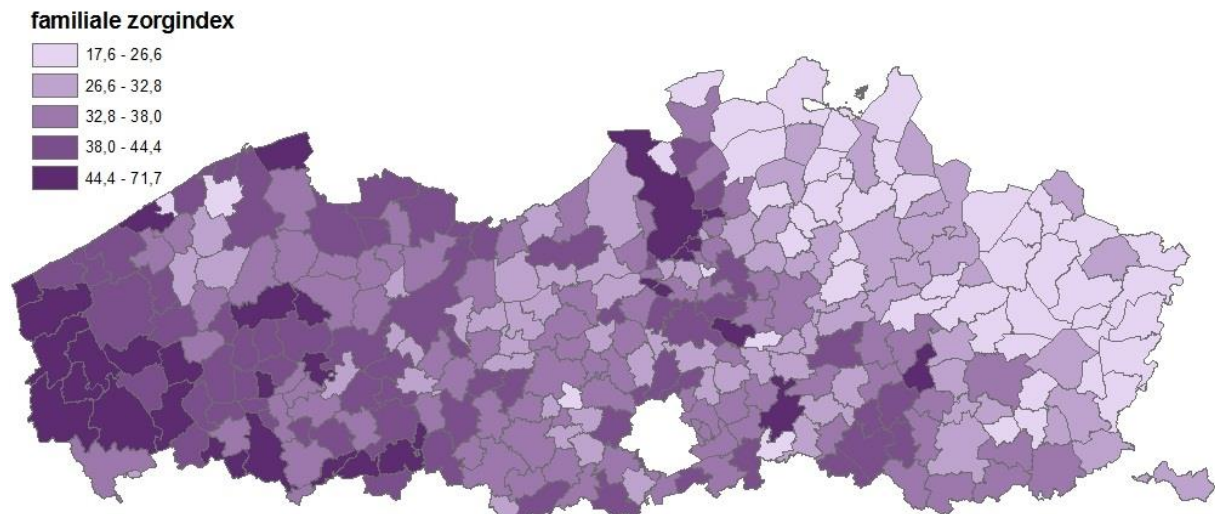 familiale zorgindex
17,6 - 26,6
26,6 - 32,8
32,8 - 38,0
38,0 - 44,4
44,4 - 71,7